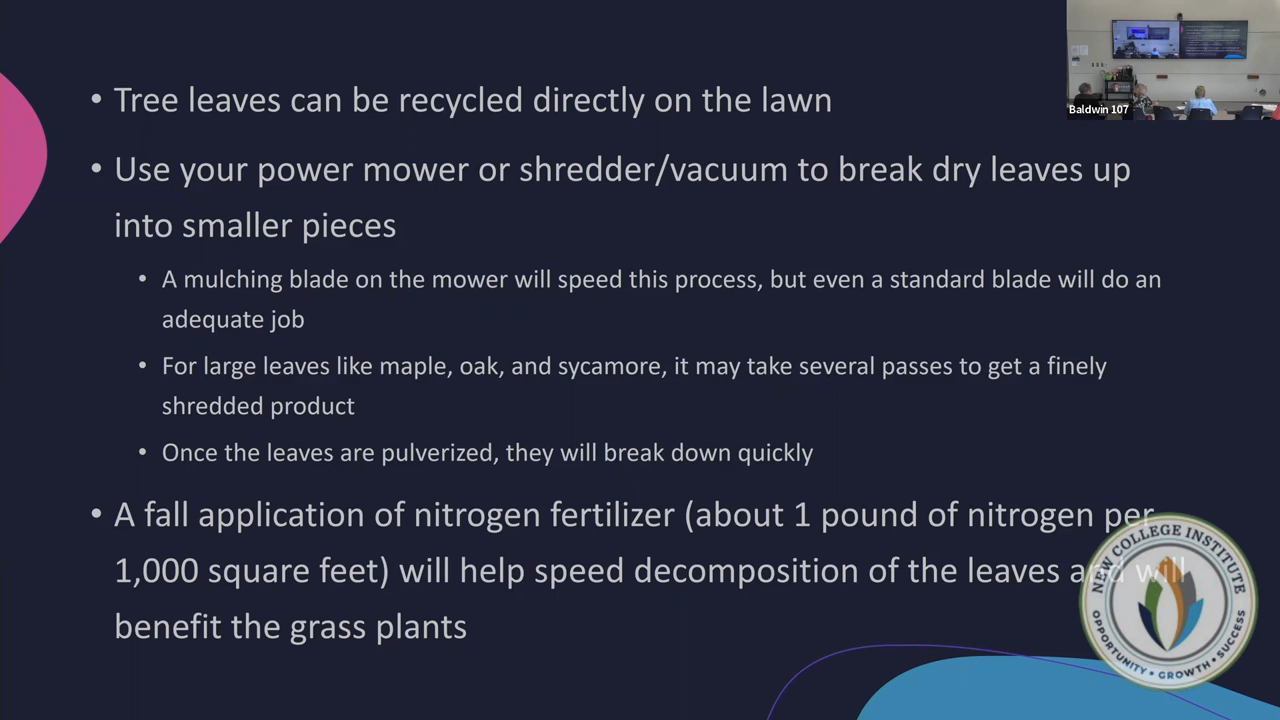 Baldwin 107
• Tree leaves can be recycled directly on the lawn
• Use your power mower or shredder/vacuum to break dry leaves up
into smaller pieces
• A mulching blade on the mower will speed this process, but even a standard blade will do an
adequate job
• For large leaves like maple, oak, and sycamore, it may take several passes to get a finely
shredded product
• Once the leaves are pulverized, they will break down quickly
• A fall application of nitrogen fertilizer (about 1 pound of nitrogen per
1,000 square feet) will help speed decomposition of the leaves and will
benefit the grass plants
NEW COLLEGE INSTITUTE
OPPORTUNITY • GROWTH • SUCCESS